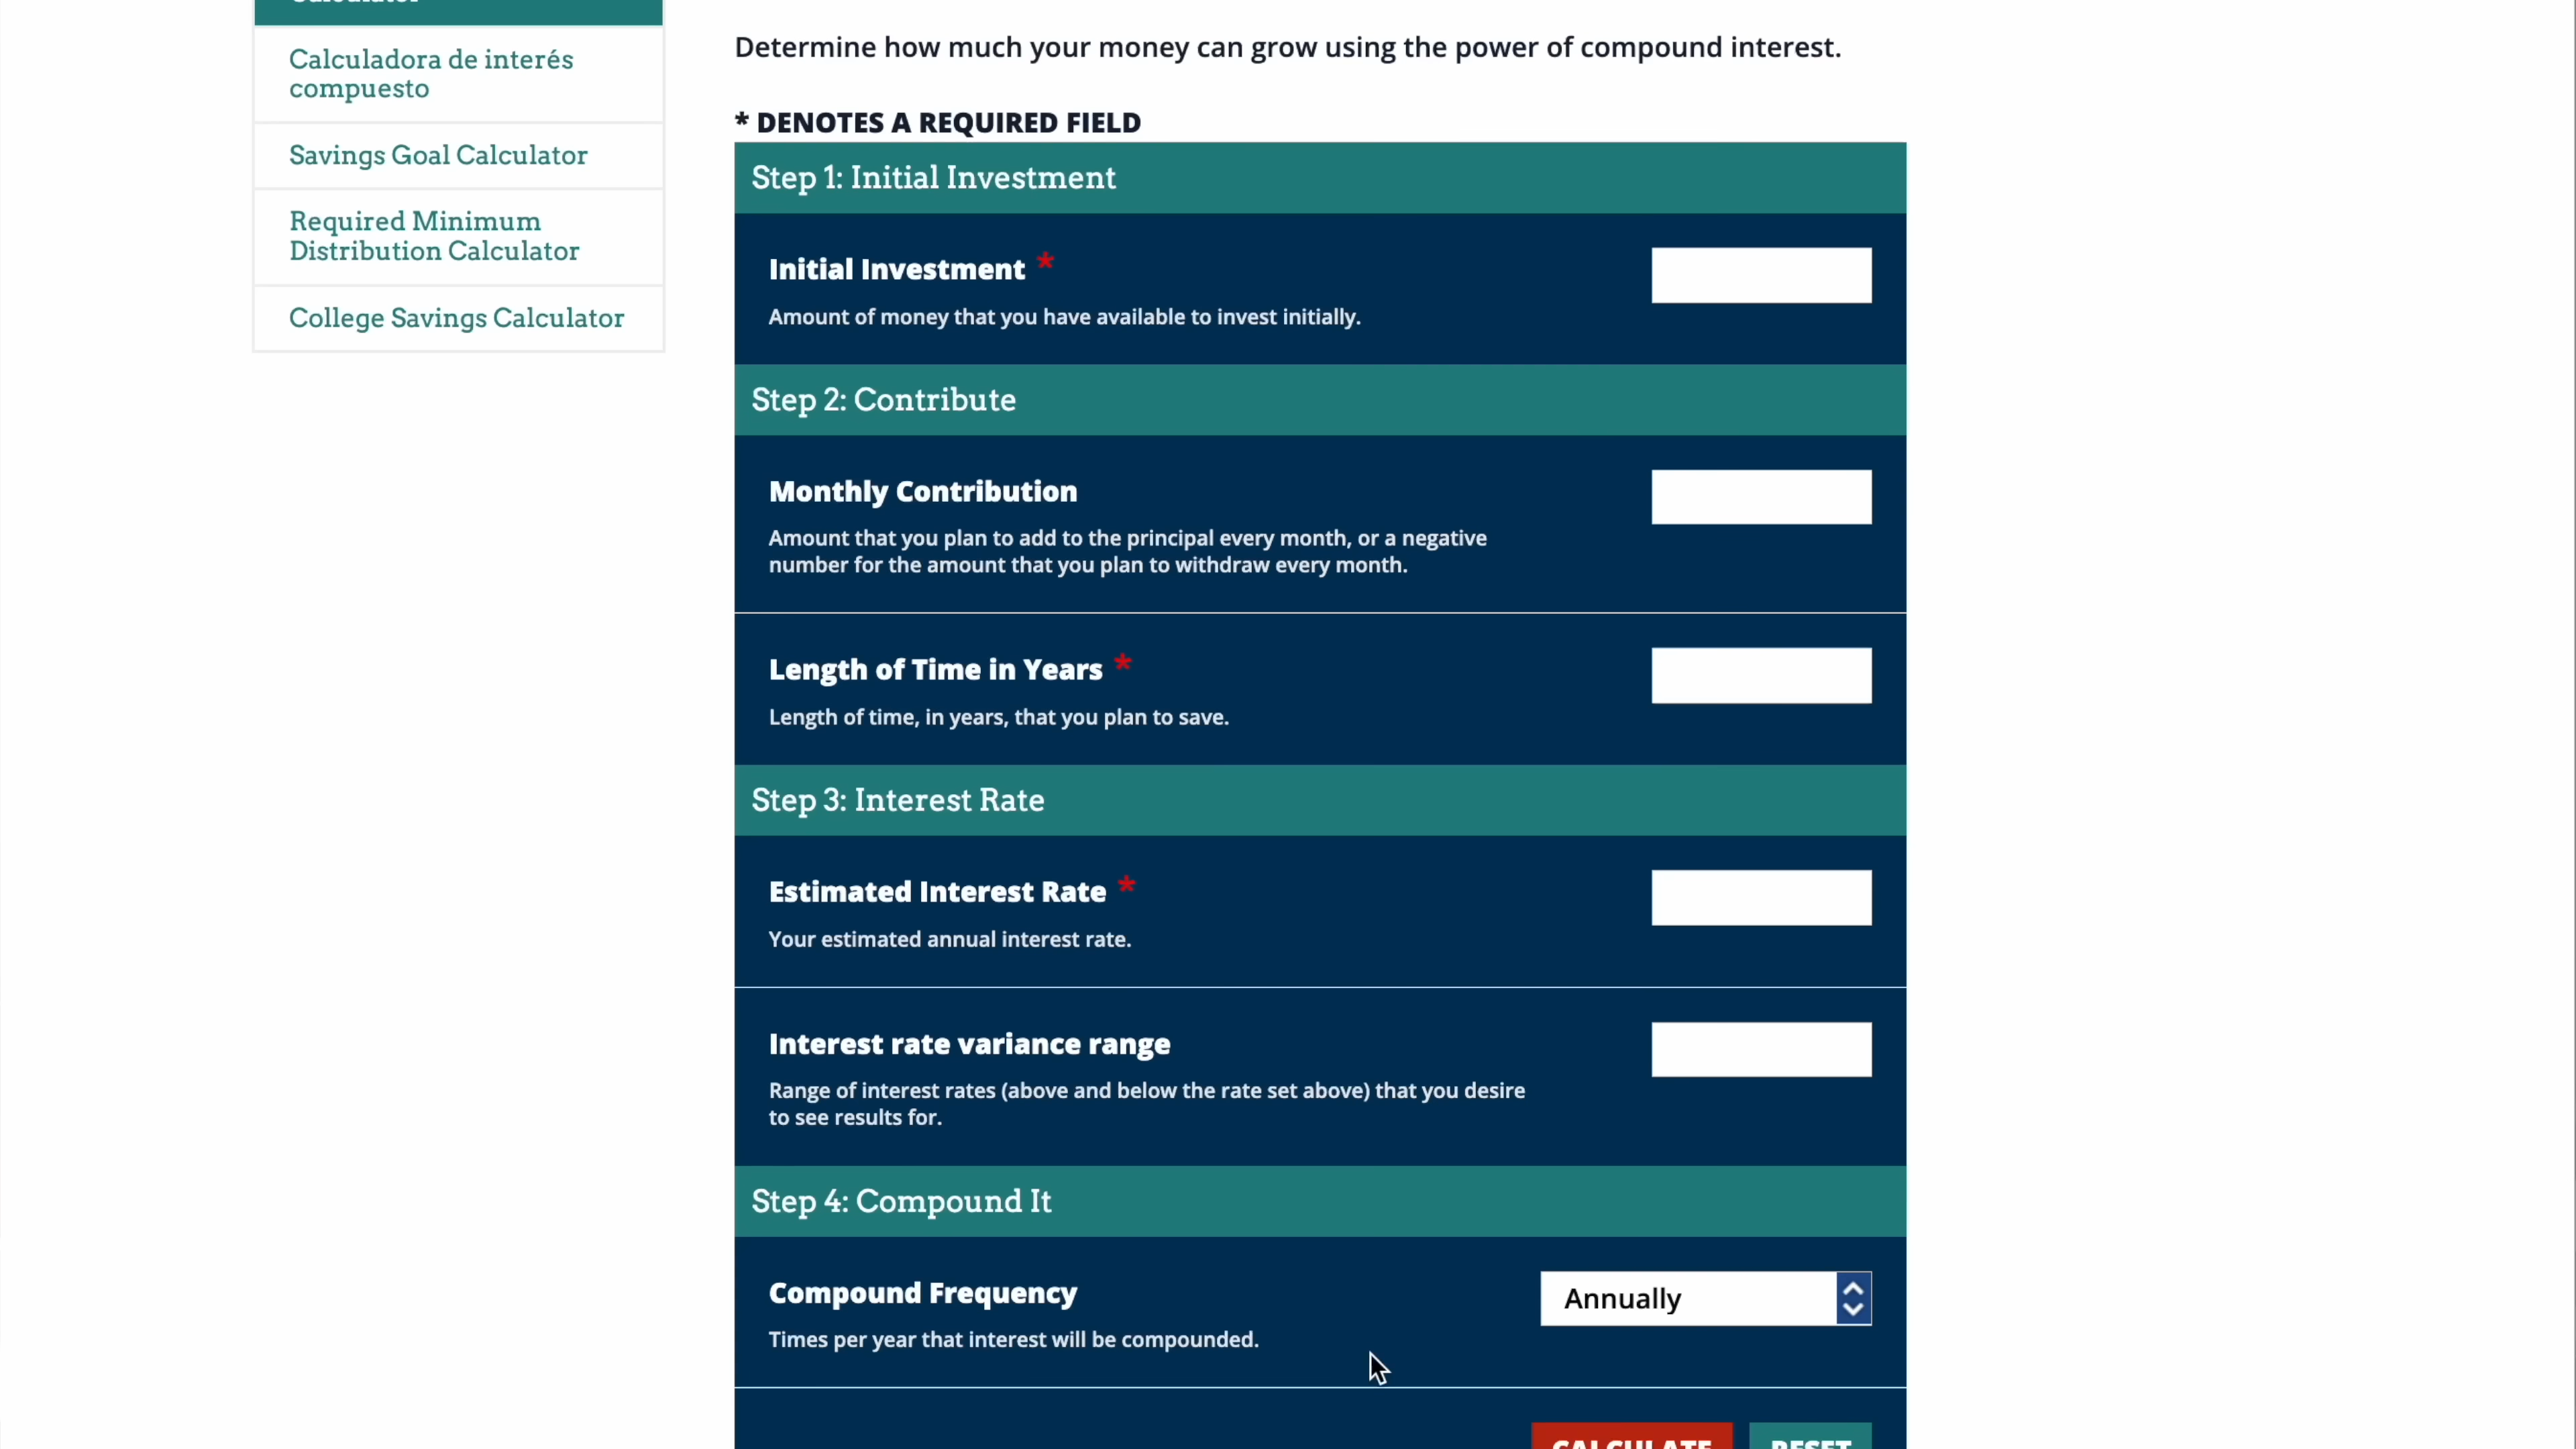 Calculator
Calculadora de interés
compuesto
Savings Goal Calculator
Required Minimum
Distribution Calculator
College Savings Calculator
Determine how much your money can grow using the power of compound interest.
* DENOTES A REQUIRED FIELD
Step 1: Initial Investment
Initial Investment *
Amount of money that you have available to invest initially.
Step 2: Contribute
Monthly Contribution
Amount that you plan to add to the principal every month, or a negative
number for the amount that you plan to withdraw every month.
Length of Time in Years *
Length of time, in years, that you plan to save.
Step 3: Interest Rate
Estimated Interest Rate *
Your estimated annual interest rate.
Interest rate variance range
Range of interest rates (above and below the rate set above) that you desire
to see results for.
Step 4: Compound It
Compound Frequency
Annually
Times per year that interest will be compounded.
CALCULATE RESET